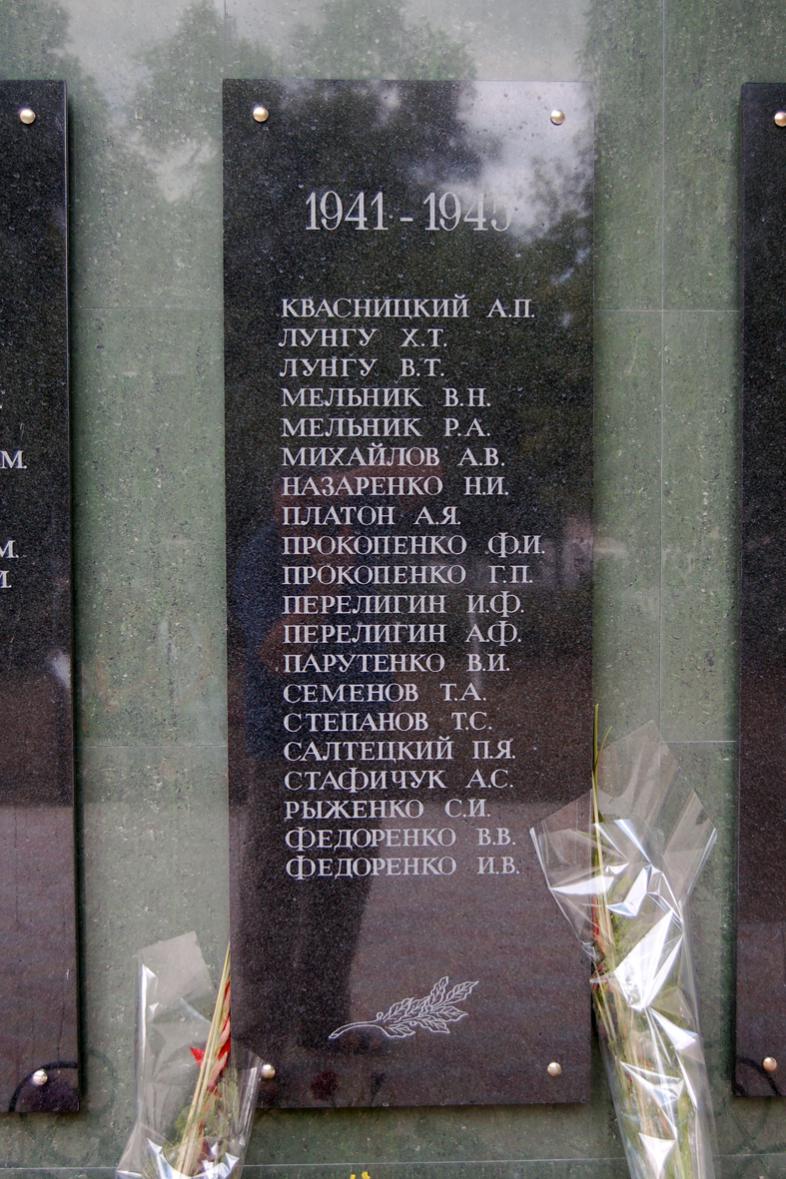 1941 - 1945
КВАСНИЦКИЙ А.П.
ЛУНГУ Х.Т.
ЛУНГУ В.Т.
МЕЛЬНИК В.Н.
МЕЛЬНИК Р.А.
МИХАЙЛОВ А.В.
НАЗАРЕНКО Н.И.
ПЛАТОН А.Я.
ПРОКОПЕНКО Ф.И.
ПРОКОПЕНКО Г.П.
ПЕРЕЛИГИН И.Ф.
ПЕРЕЛИГИН А.Ф.
ПАРУТЕНКО В.И.
СЕМЕНОВ Т.А.
СТЕПАНОВ Т.С.
САЛТЕЦКИЙ П.Я.
СТАФИЧУК А.С.
РЫЖЕНКО С.И.
ФЕДОРЕНКО В.В.
ФЕДОРЕНКО И.В.